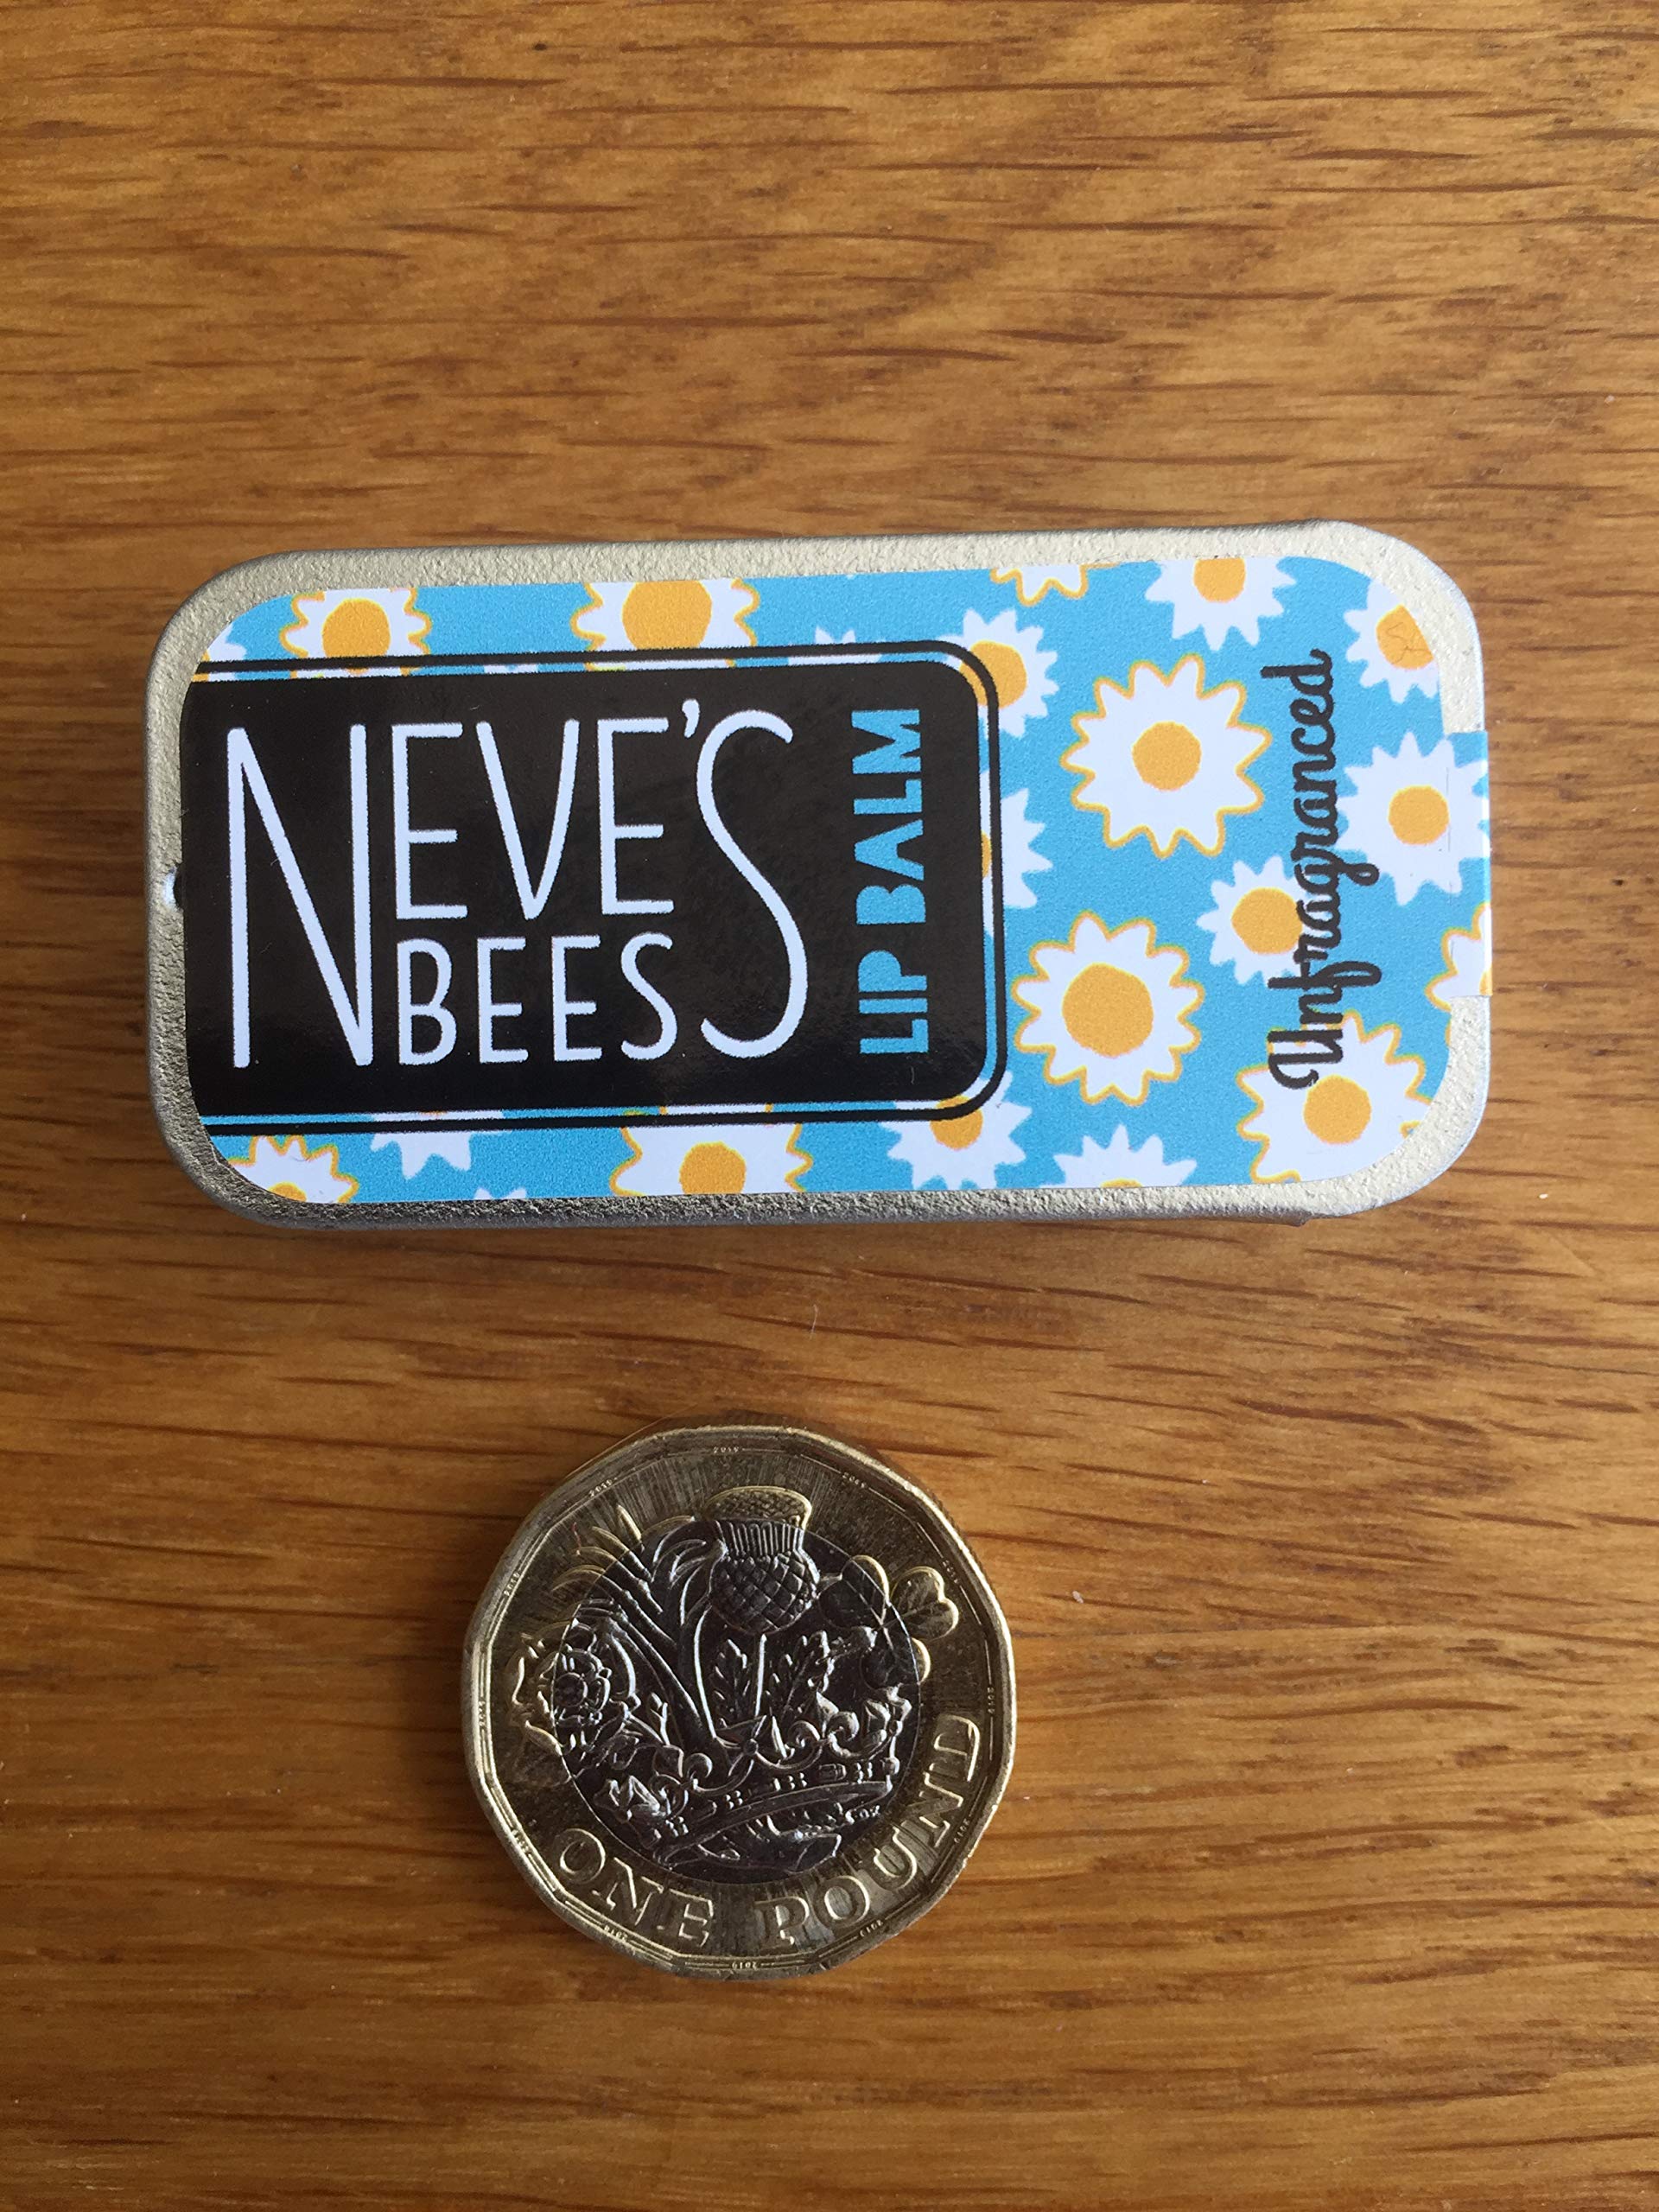 NEVE'S
BEES
LIP BALM
Unfragranced
ONE POUND